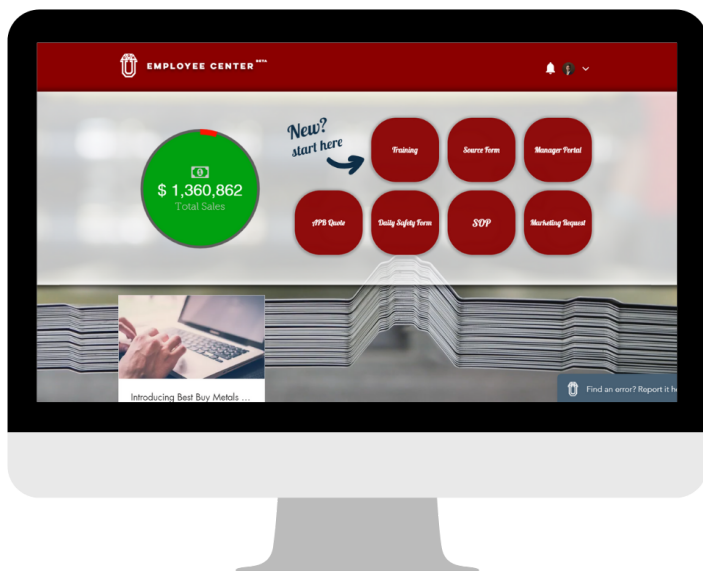 EMPLOYEE CENTER BETA
New?
start here
Training
Source Form
Manager Portal
$ 1,360,862
Total Sales
APB Quote
Daily Safety Form
SOP
Marketing Request
Introducing Best Buy Metals ...
Find an error? Report it h